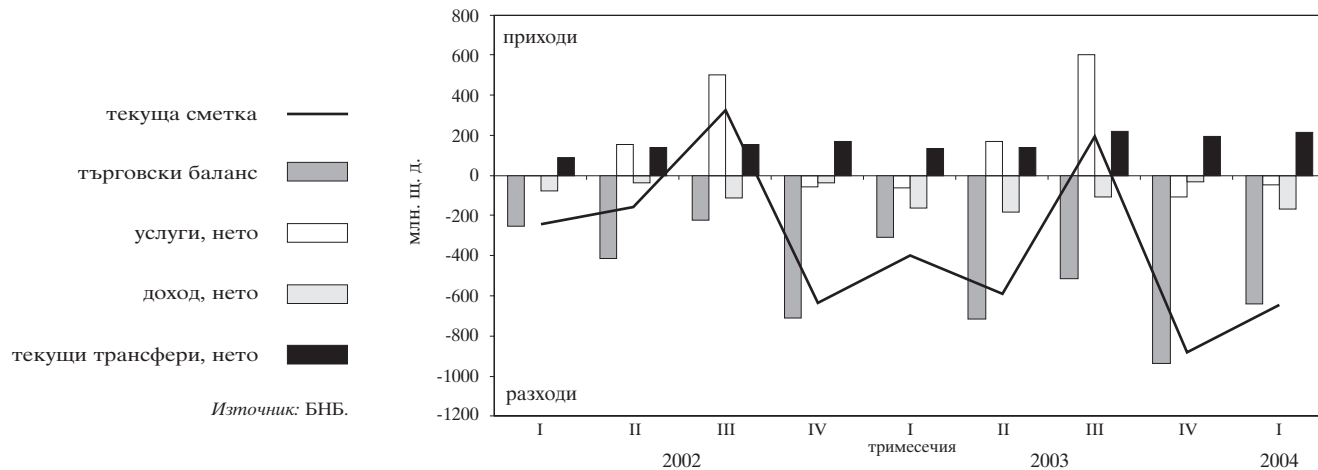 текуща сметка
търговски баланс
услуги, нето
доход, нето
текущи трансфери, нето
Източник: БНБ.
млн. щ. д.
800
600
400
200
0
-200
-400
-600
-800
-1000
-1200
приходи
разходи
I II III IV I II III IV I
тримесечия
2002 2003 2004